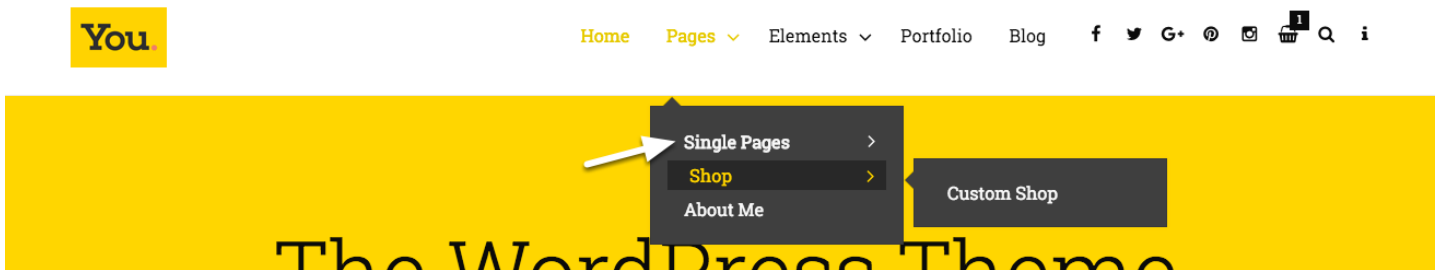 You.
Home Pages Elements Portfolio Blog
1
Single Pages
Shop
Custom Shop
About Me
The WordPress Theme